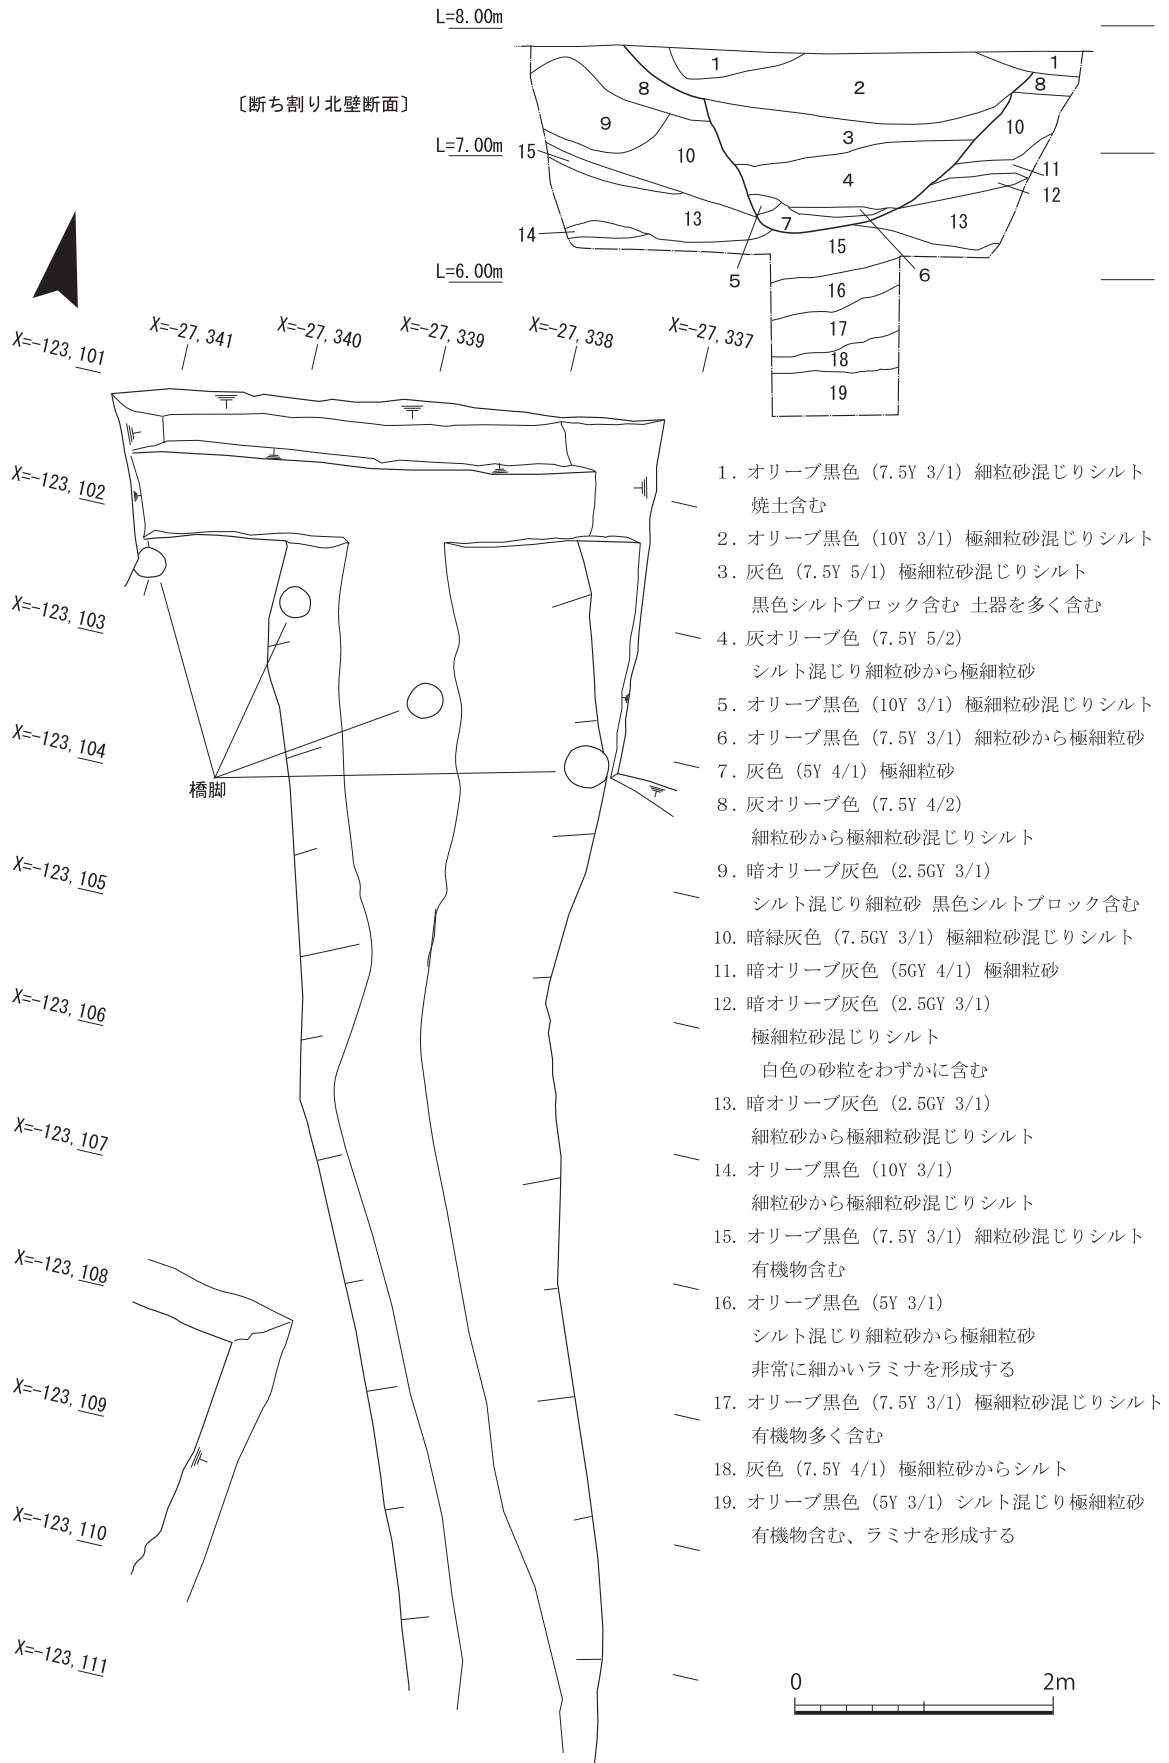 L=8.00m
〔断ち割り北壁断面〕
L=7.00m
L=6.00m
1
1
2
8
8
9
3
10
10
15
4
11
12
13
13
14
7
15
5
6
16
17
18
19
X=-27,341
X=-27,340
X=-27,339
X=-27,338
X=-27,337
X=-123,101
X=-123,102
X=-123,103
X=-123,104
橋脚
X=-123,105
X=-123,106
X=-123,107
X=-123,108
X=-123,109
X=-123,110
X=-123,111
1. オリーブ黒色（7.5Y 3/1）細粒砂混じりシルト
焼土含む
2. オリーブ黒色（10Y 3/1）極細粒砂混じりシルト
3. 灰色（7.5Y 5/1）極細粒砂混じりシルト
黒色シルトブロック含む 土器を多く含む
4. 灰オリーブ色（7.5Y 5/2）
シルト混じり細粒砂から極細粒砂
5. オリーブ黒色（10Y 3/1）極細粒砂混じりシルト
6. オリーブ黒色（7.5Y 3/1）細粒砂から極細粒砂
7. 灰色（5Y 4/1）極細粒砂
8. 灰オリーブ色（7.5Y 4/2）
細粒砂から極細粒砂混じりシルト
9. 暗オリーブ灰色（2.5GY 3/1）
シルト混じり細粒砂 黒色シルトブロック含む
10. 暗緑灰色（7.5GY 3/1）極細粒砂混じりシルト
11. 暗オリーブ灰色（5GY 4/1）極細粒砂
12. 暗オリーブ灰色（2.5GY 3/1）
極細粒砂混じりシルト
白色の砂粒をわずかに含む
13. 暗オリーブ灰色（2.5GY 3/1）
細粒砂から極細粒砂混じりシルト
14. オリーブ黒色（10Y 3/1）
細粒砂から極細粒砂混じりシルト
15. オリーブ黒色（7.5Y 3/1）細粒砂混じりシルト
有機物含む
16. オリーブ黒色（5Y 3/1）
シルト混じり細粒砂から極細粒砂
非常に細かいラミナを形成する
17. オリーブ黒色（7.5Y 3/1）極細粒砂混じりシルト
有機物多く含む
18. 灰色（7.5Y 4/1）極細粒砂からシルト
19. オリーブ黒色（5Y 3/1）シルト混じり極細粒砂
有機物含む、ラミナを形成する
0 2m